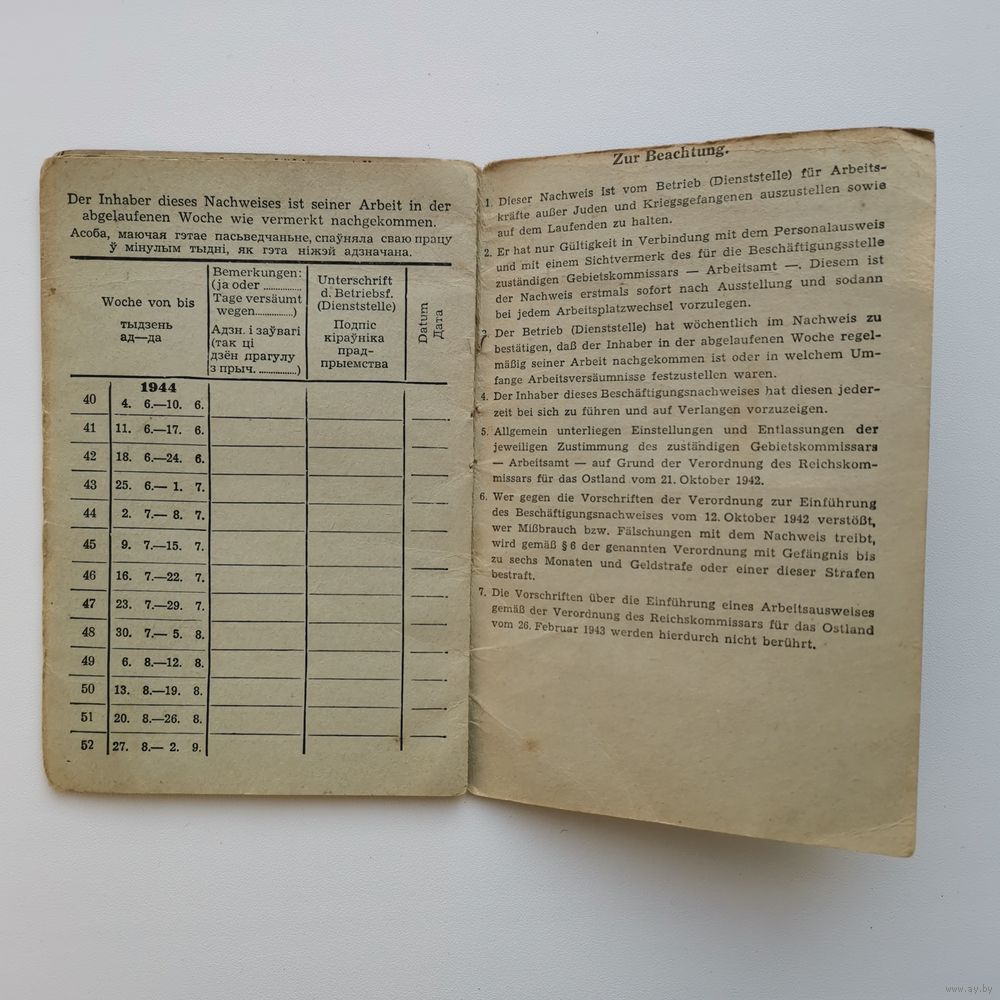 Der Inhaber dieses Nachweises ist seiner Arbeit in der
abgelaufenen Woche wie vermerkt nachgekommen.
Асоба, маючая гэтае пасьведчаньне, спаўняла сваю працу
ў мінулым тыдні, як гэта ніжэй адзначана.
Woche von bis
тыдзень
ад—да
Bemerkungen:
(ja oder ............
Tage versäumt
wegen............)
Адзн. і заўвагі
(так ці
дзён прагулу
з прыч. ............)
Unterschrift
d. Betriebsf.
(Dienststelle)
Подпіс
кіраўніка
прад-
прыемства
Datum
Дата
1944
40 4. 6.—10. 6.
41 11. 6.—17. 6.
42 18. 6.—24. 6.
43 25. 6.— 1. 7.
44 2. 7.— 8. 7.
45 9. 7.—15. 7.
46 16. 7.—22. 7.
47 23. 7.—29. 7.
48 30. 7.— 5. 8.
49 6. 8.—12. 8.
50 13. 8.—19. 8.
51 20. 8.—26. 8.
52 27. 8.— 2. 9.
Zur Beachtung.
1. Dieser Nachweis ist vom Betrieb (Dienststelle) für Arbeits-
kräfte außer Juden und Kriegsgefangenen auszustellen sowie
auf dem Laufenden zu halten.
2. Er hat nur Gültigkeit in Verbindung mit dem Personalausweis
und mit einem Sichtvermerk des für die Beschäftigungsstelle
zuständigen Gebietskommissars — Arbeitsamt —. Diesem ist
der Nachweis erstmals sofort nach Ausstellung und sodann
bei jedem Arbeitsplatzwechsel vorzulegen.
3. Der Betrieb (Dienststelle) hat wöchentlich im Nachweis zu
bestätigen, daß der Inhaber in der abgelaufenen Woche regel-
mäßig seiner Arbeit nachgekommen ist oder in welchem Um-
fange Arbeitsversäumnisse festzustellen waren.
4. Der Inhaber dieses Beschäftigungsnachweises hat diesen jeder-
zeit bei sich zu führen und auf Verlangen vorzuzeigen.
5. Allgemein unterliegen Einstellungen und Entlassungen der
jeweiligen Zustimmung des zuständigen Gebietskommissars
— Arbeitsamt — auf Grund der Verordnung des Reichskom-
missars für das Ostland vom 21. Oktober 1942.
6. Wer gegen die Vorschriften der Verordnung zur Einführung
des Beschäftigungsnachweises vom 12. Oktober 1942 verstößt,
wer Mißbrauch bzw. Fälschungen mit dem Nachweis treibt,
wird gemäß § 6 der genannten Verordnung mit Gefängnis bis
zu sechs Monaten und Geldstrafe oder einer dieser Strafen
bestraft.
7. Die Vorschriften über die Einführung eines Arbeitsausweises
gemäß der Verordnung des Reichskommissars für das Ostland
vom 26. Februar 1943 werden hierdurch nicht berührt.
www.ay.by